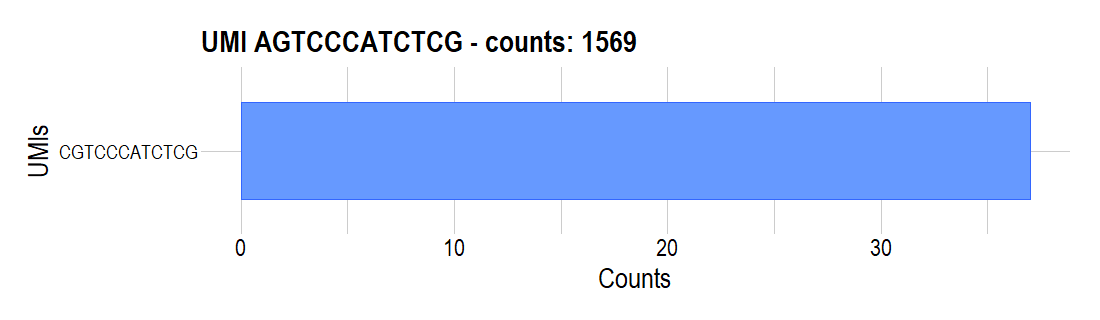 UMI AGTCCCATCTCG - counts: 1569
UMIs
CGTCCCATCTCG
0 10 20 30
Counts